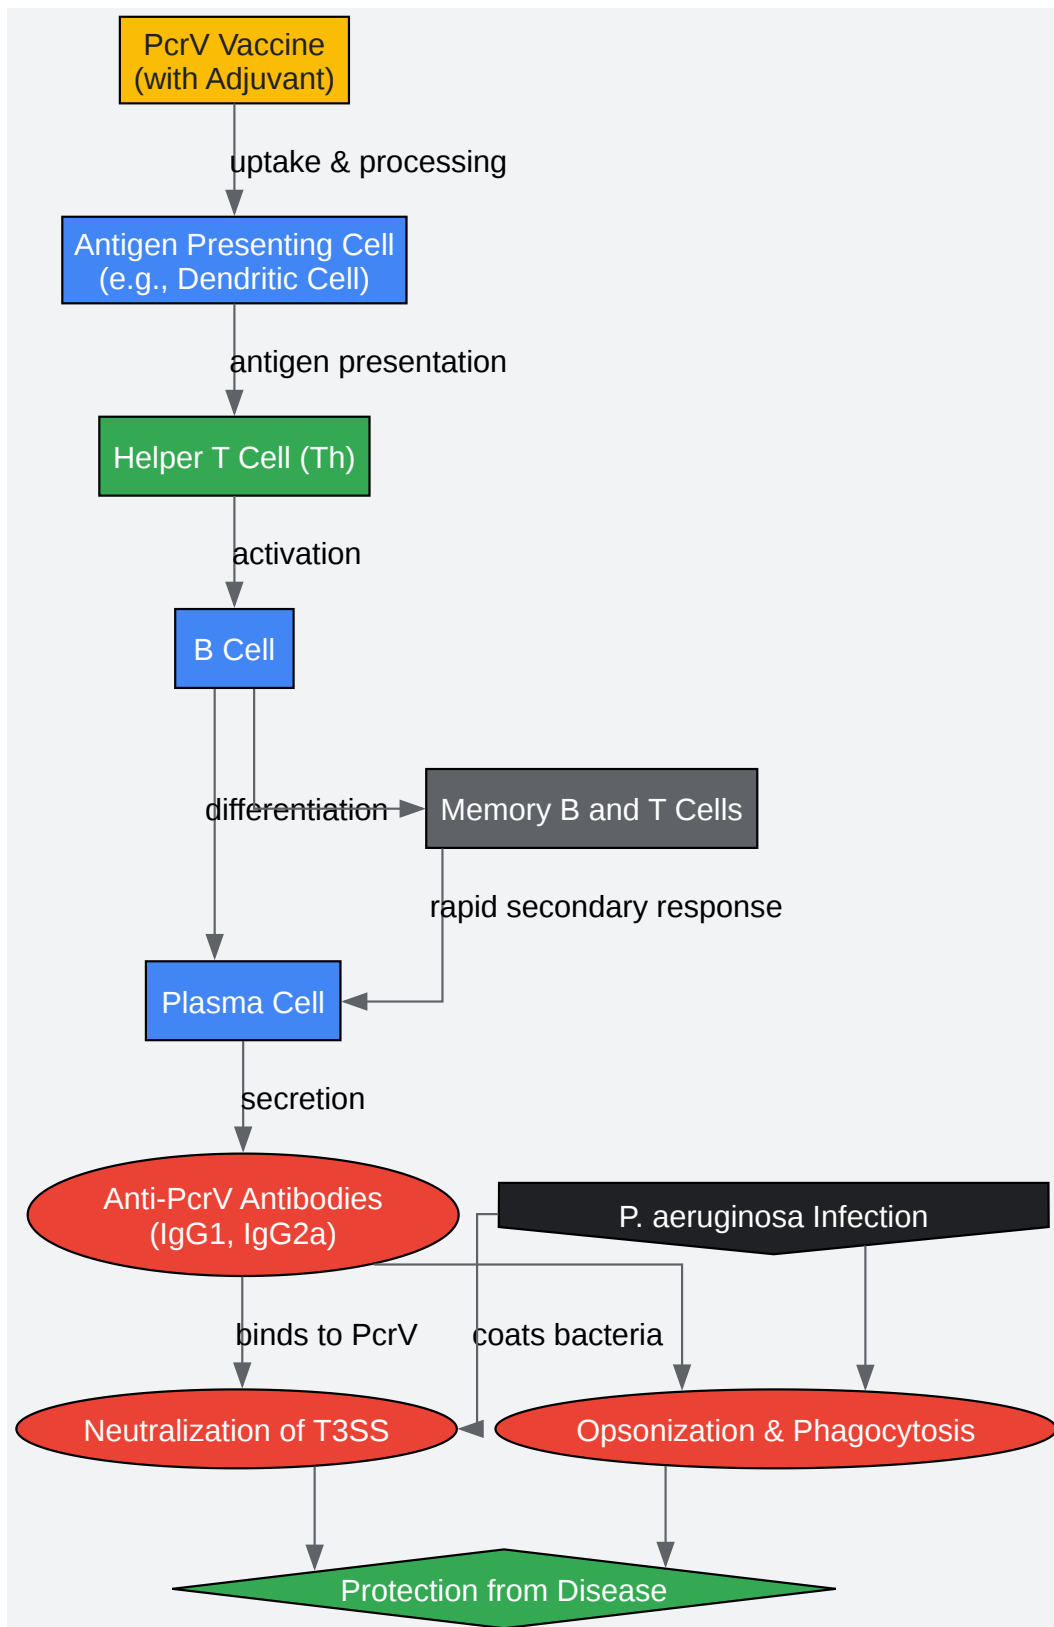 PcrV Vaccine
(with Adjuvant)
uptake & processing
Antigen Presenting Cell
(e.g., Dendritic Cell)
antigen presentation
Helper T Cell (Th)
activation
B Cell
differentiation
Memory B and T Cells
rapid secondary response
Plasma Cell
secretion
Anti-PcrV Antibodies
(IgG1, IgG2a)
P. aeruginosa Infection
binds to PcrV
coats bacteria
Neutralization of T3SS
Opsonization & Phagocytosis
Protection from Disease